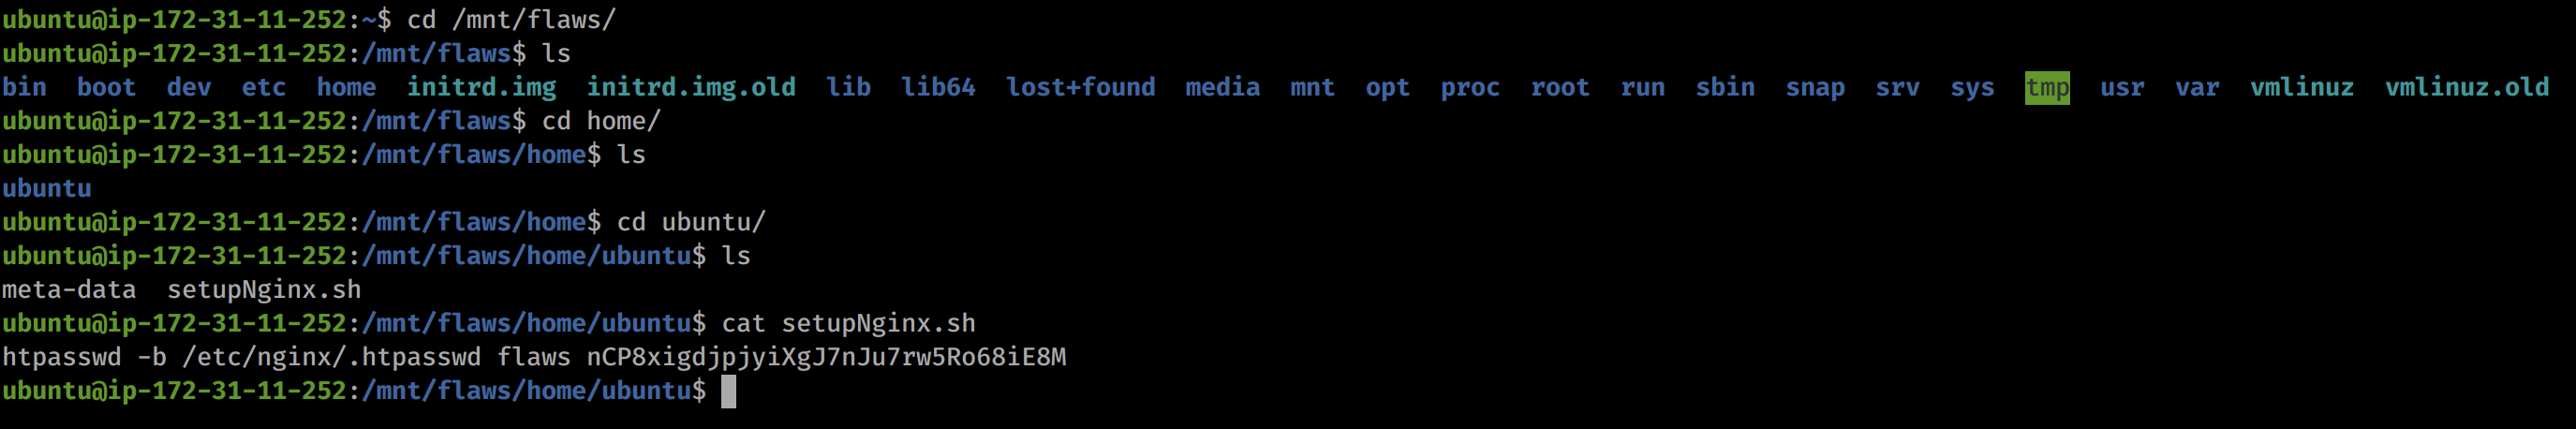 ubuntu@ip-172-31-11-252:~$ cd /mnt/flaws/
ubuntu@ip-172-31-11-252:/mnt/flaws$ ls
bin  boot  dev  etc  home  initrd.img  initrd.img.old  lib  lib64  lost+found  media  mnt  opt  proc  root  run  sbin  snap  srv  sys  tmp  usr  var  vmlinuz  vmlinuz.old
ubuntu@ip-172-31-11-252:/mnt/flaws$ cd home/
ubuntu@ip-172-31-11-252:/mnt/flaws/home$ ls
ubuntu
ubuntu@ip-172-31-11-252:/mnt/flaws/home$ cd ubuntu/
ubuntu@ip-172-31-11-252:/mnt/flaws/home/ubuntu$ ls
meta-data  setupNginx.sh
ubuntu@ip-172-31-11-252:/mnt/flaws/home/ubuntu$ cat setupNginx.sh
htpasswd -b /etc/nginx/.htpasswd flaws nCP8xigdjpjyiXgJ7nJu7rw5Ro68iE8M
ubuntu@ip-172-31-11-252:/mnt/flaws/home/ubuntu$